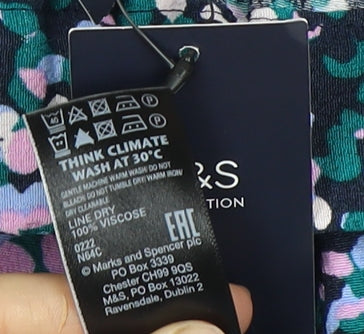 40 P
P
THINK CLIMATE
WASH AT 30°C
GENTLE MACHINE WARM WASH DO NOT
BLEACH DO NOT TUMBLE DRY/WARM IRON/
DRY CLEANABLE
LINE DRY
100% VISCOSE
EAC
0222
N64C
© Marks and Spencer plc
PO Box 3339
Chester CH99 9QS
M&S, PO BOX 13022
Ravensdale, Dublin 2
&S
TION